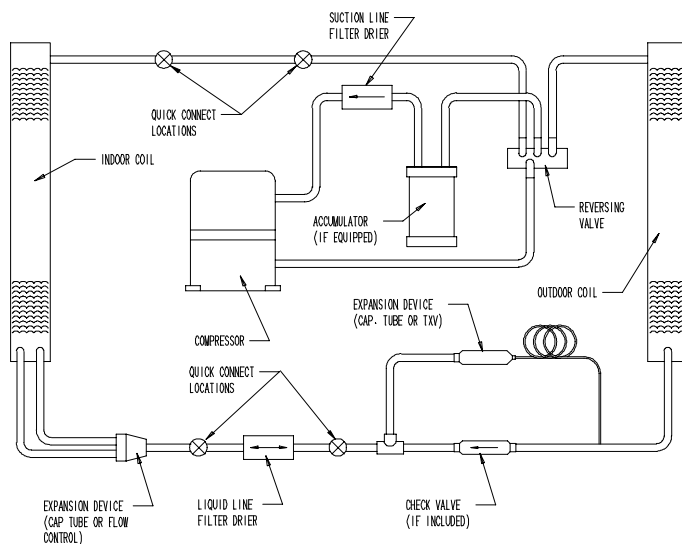 SUCTION LINE
FILTER DRIER
QUICK CONNECT
LOCATIONS
INDOOR COIL
ACCUMULATOR
(IF EQUIPPED)
REVERSING
VALVE
OUTDOOR COIL
EXPANSION DEVICE
(CAP. TUBE OR TXV)
COMPRESSOR
QUICK CONNECT
LOCATIONS
EXPANSION DEVICE
(CAP TUBE OR FLOW
CONTROL)
LIQUID LINE
FILTER DRIER
CHECK VALVE
(IF INCLUDED)